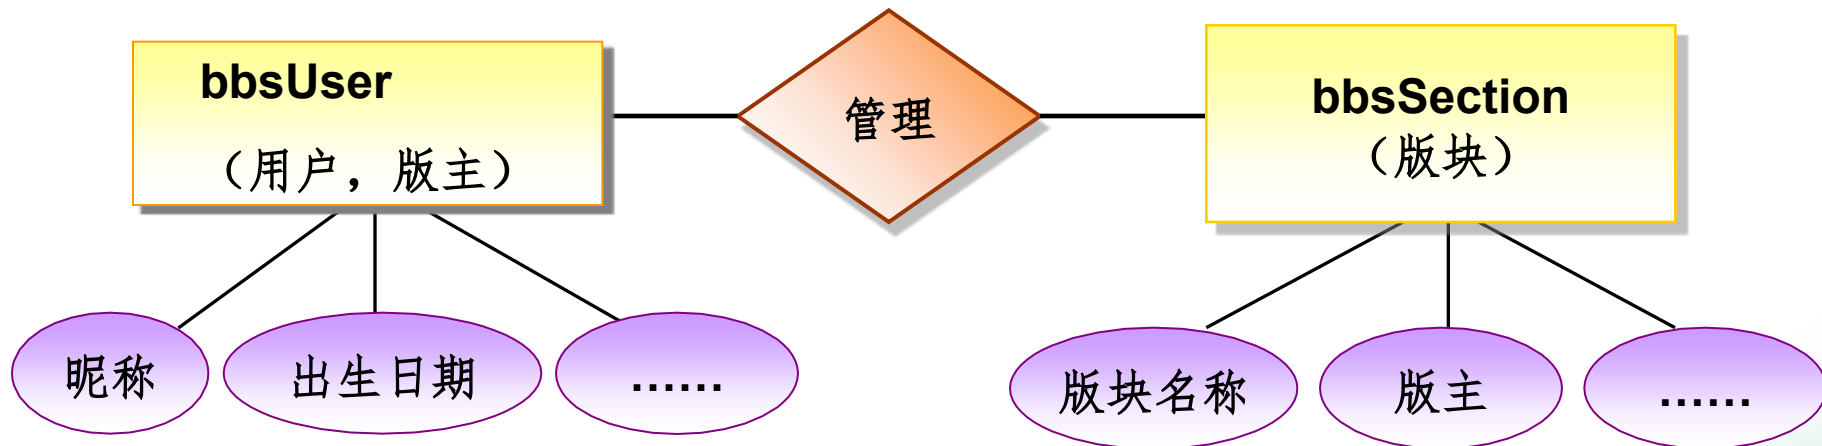 bbsUser
（用户，版主）
管理
bbsSection
（版块）
昵称
出生日期
……
版块名称
版主
……